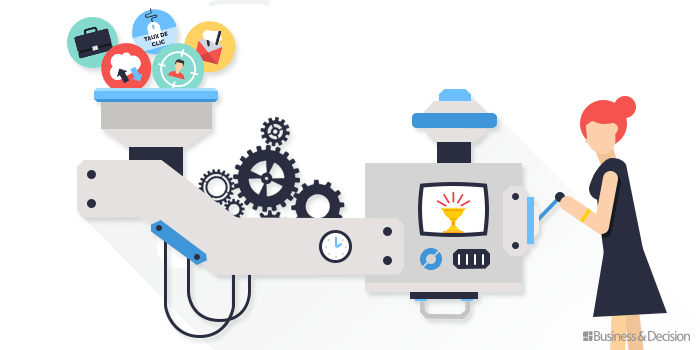 TAUX DE
CLIC
Business & Decision